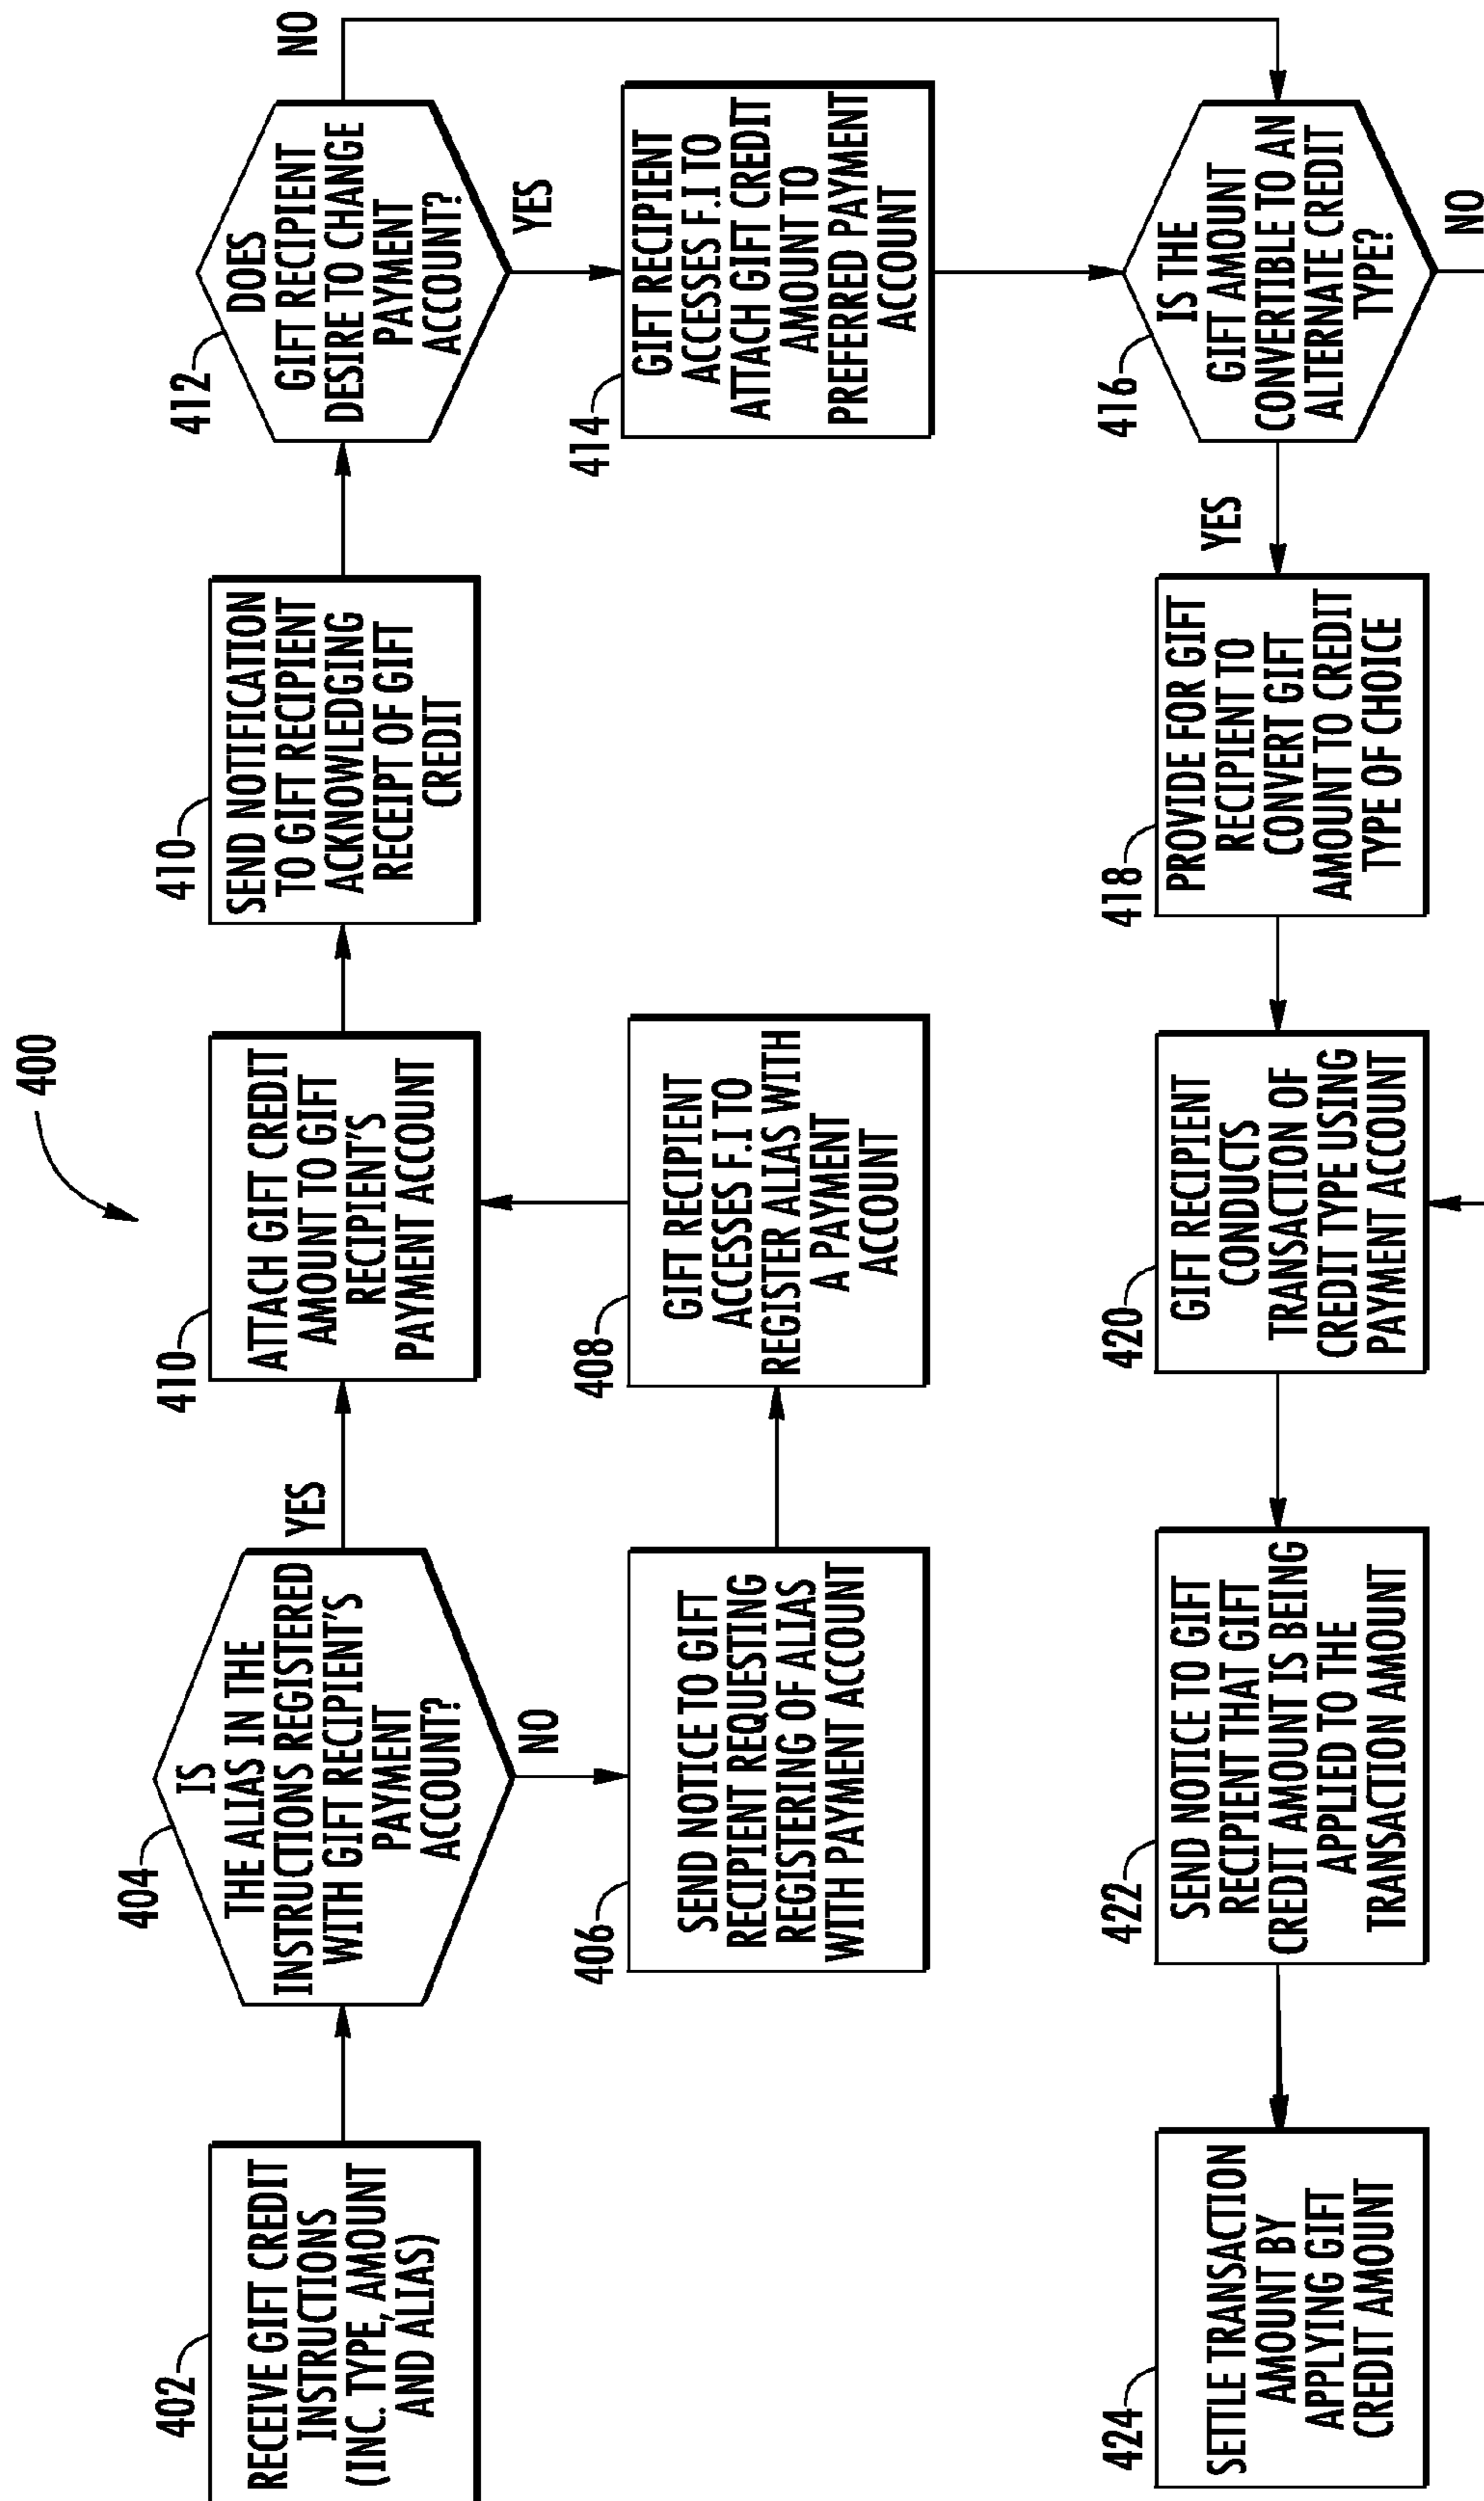 400
402
RECEIVE GIFT CREDIT
INSTRUCTIONS
(INC. TYPE, AMOUNT
AND ALIAS)
404
IS
THE ALIAS IN THE
INSTRUCTIONS REGISTERED
WITH GIFT RECIPIENT'S
PAYMENT
ACCOUNT?
YES
NO
406
SEND NOTICE TO GIFT
RECIPIENT REQUESTING
REGISTERING OF ALIAS
WITH PAYMENT ACCOUNT
408
GIFT RECIPIENT
ACCESSES F.I TO
REGISTER ALIAS WITH
A PAYMENT
ACCOUNT
410
ATTACH GIFT CREDIT
AMOUNT TO GIFT
RECIPIENT'S
PAYMENT ACCOUNT
410
SEND NOTIFICATION
TO GIFT RECIPIENT
ACKNOWLEDGING
RECEIPT OF GIFT
CREDIT
412
DOES
GIFT RECIPIENT
DESIRE TO CHANGE
PAYMENT
ACCOUNT?
NO
YES
414
GIFT RECIPIENT
ACCESSES F.I TO
ATTACH GIFT CREDIT
AMOUNT TO
PREFERRED PAYMENT
ACCOUNT
416
IS THE
GIFT AMOUNT
CONVERTIBLE TO AN
ALTERNATE CREDIT
TYPE?
YES
NO
418
PROVIDE FOR GIFT
RECIPIENT TO
CONVERT GIFT
AMOUNT TO CREDIT
TYPE OF CHOICE
420
GIFT RECIPIENT
CONDUCTS
TRANSACTION OF
CREDIT TYPE USING
PAYMENT ACCOUNT
422
SEND NOTICE TO GIFT
RECIPIENT THAT GIFT
CREDIT AMOUNT IS BEING
APPLIED TO THE
TRANSACTION AMOUNT
424
SETTLE TRANSACTION
AMOUNT BY
APPLYING GIFT
CREDIT AMOUNT